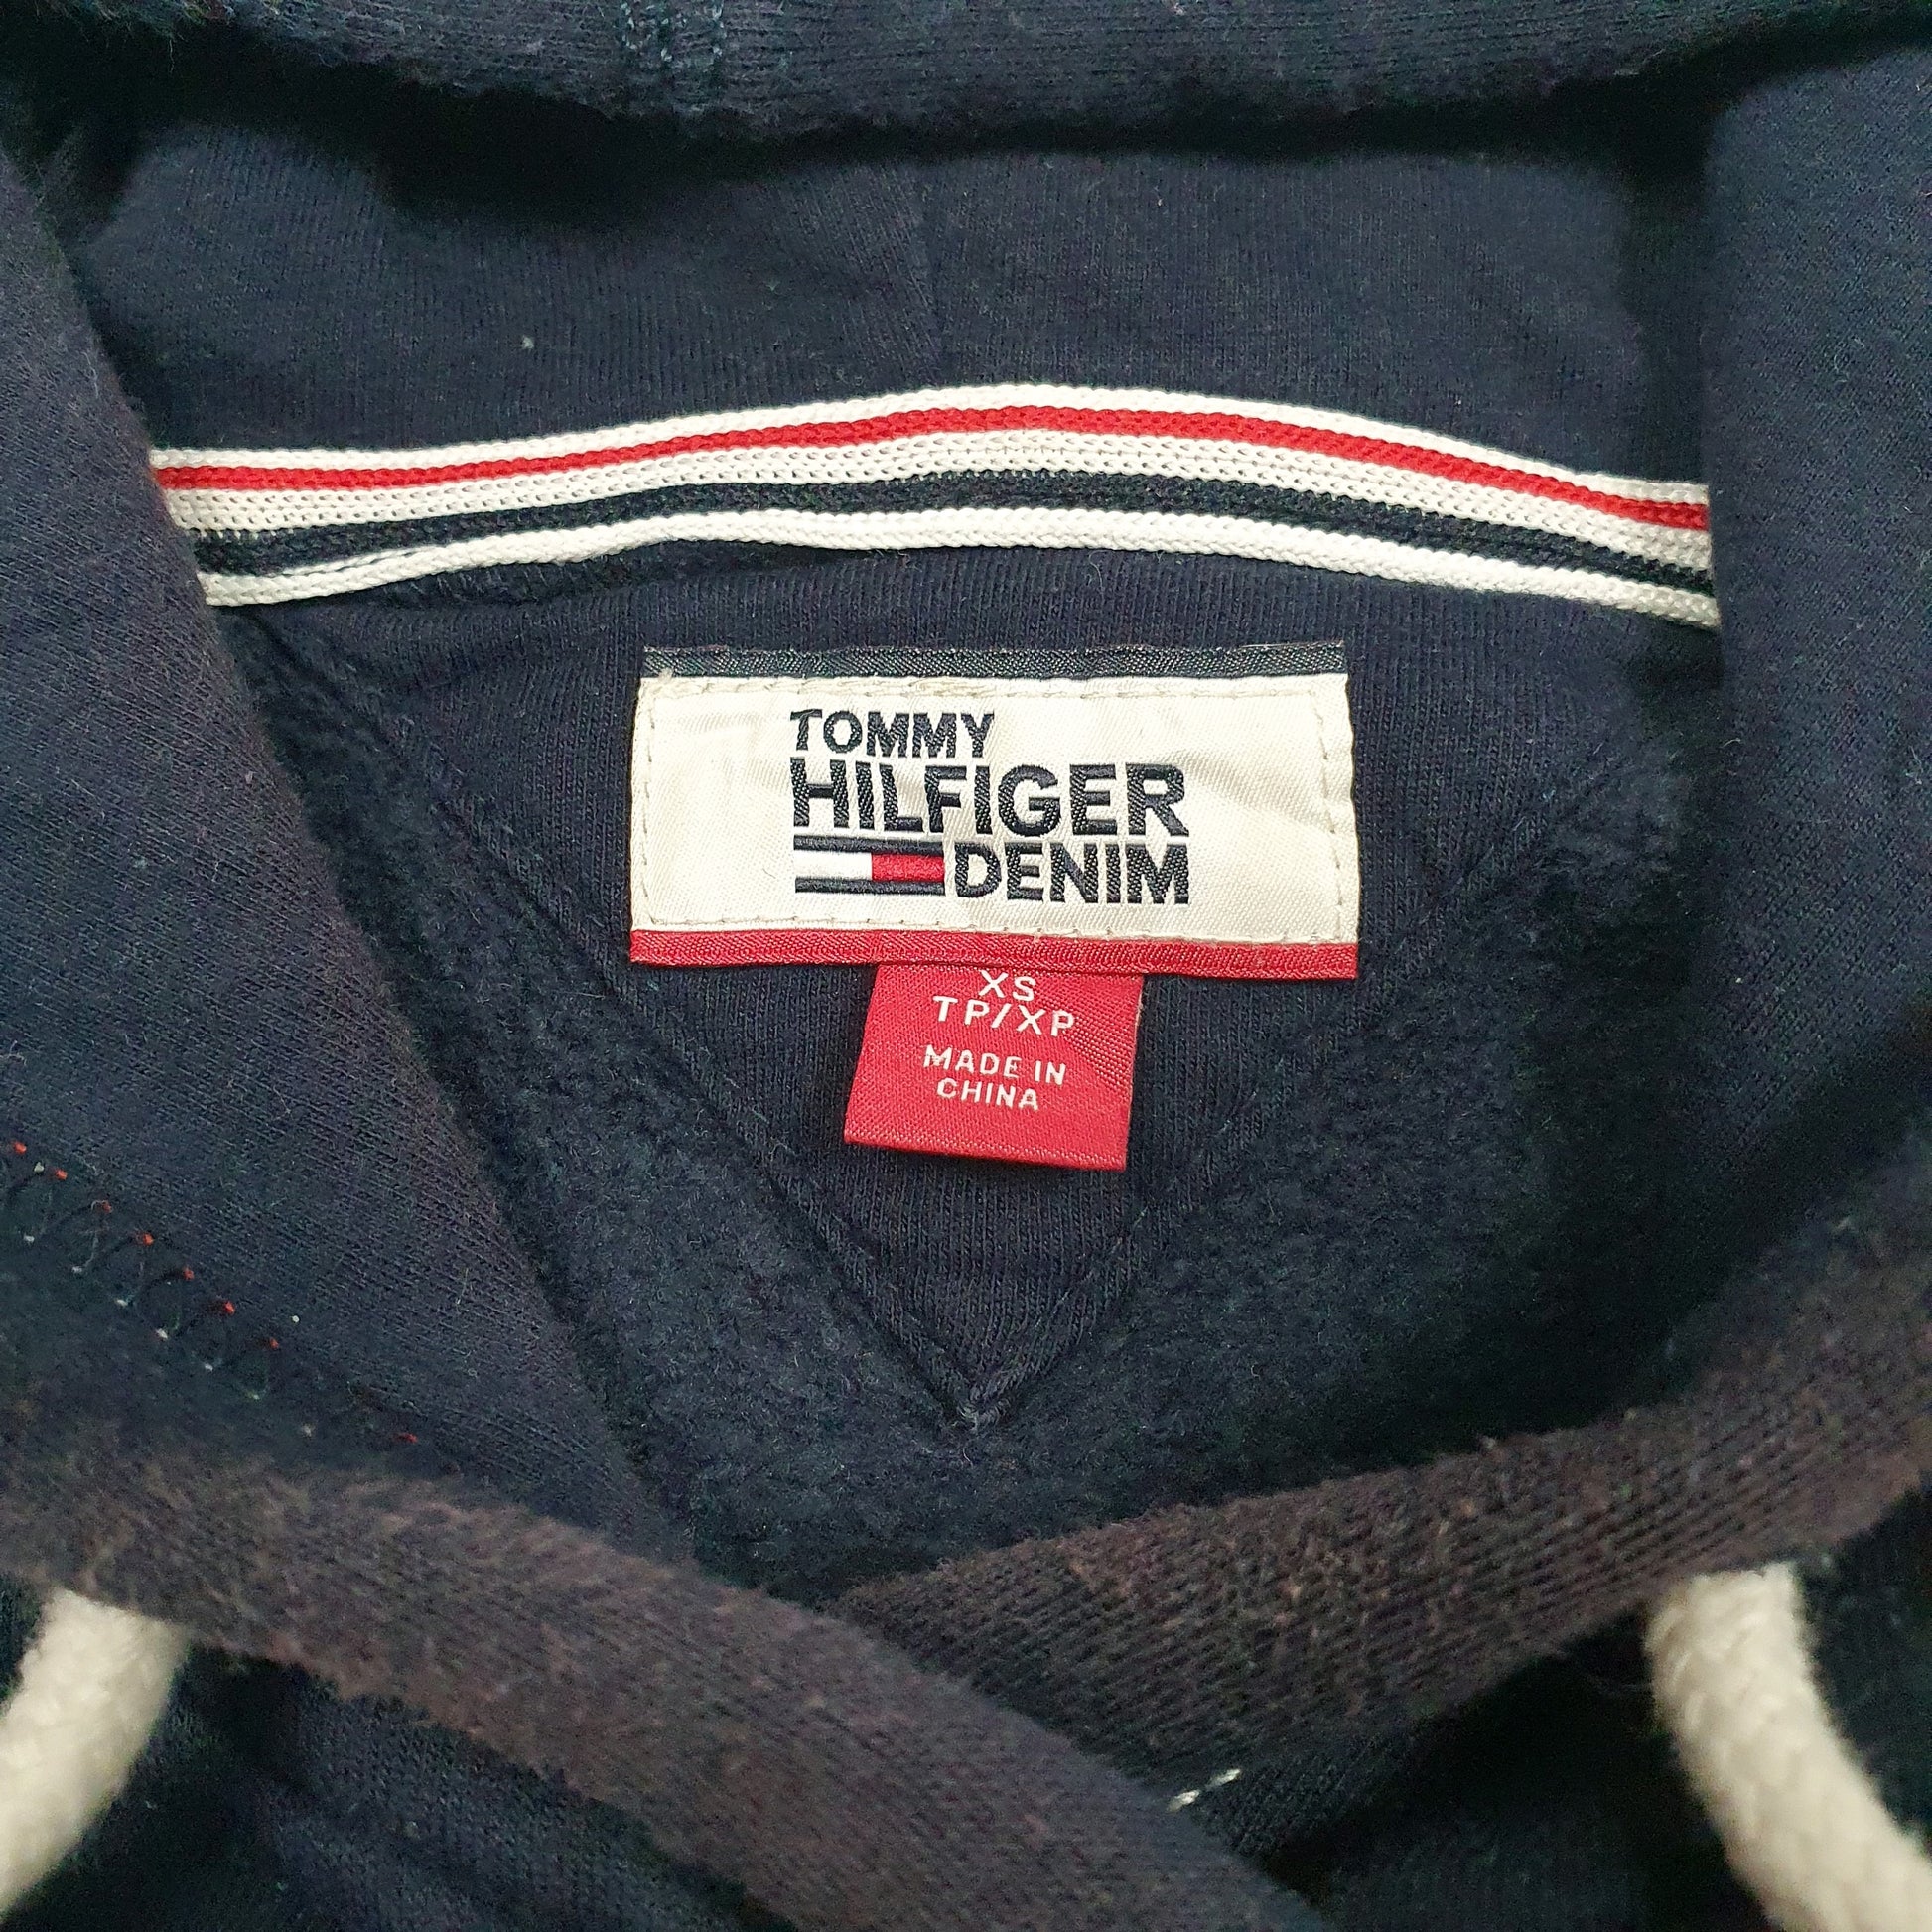 TOMMY
HILFIGER
DENIM
XS
TP/XP
MADE IN
CHINA